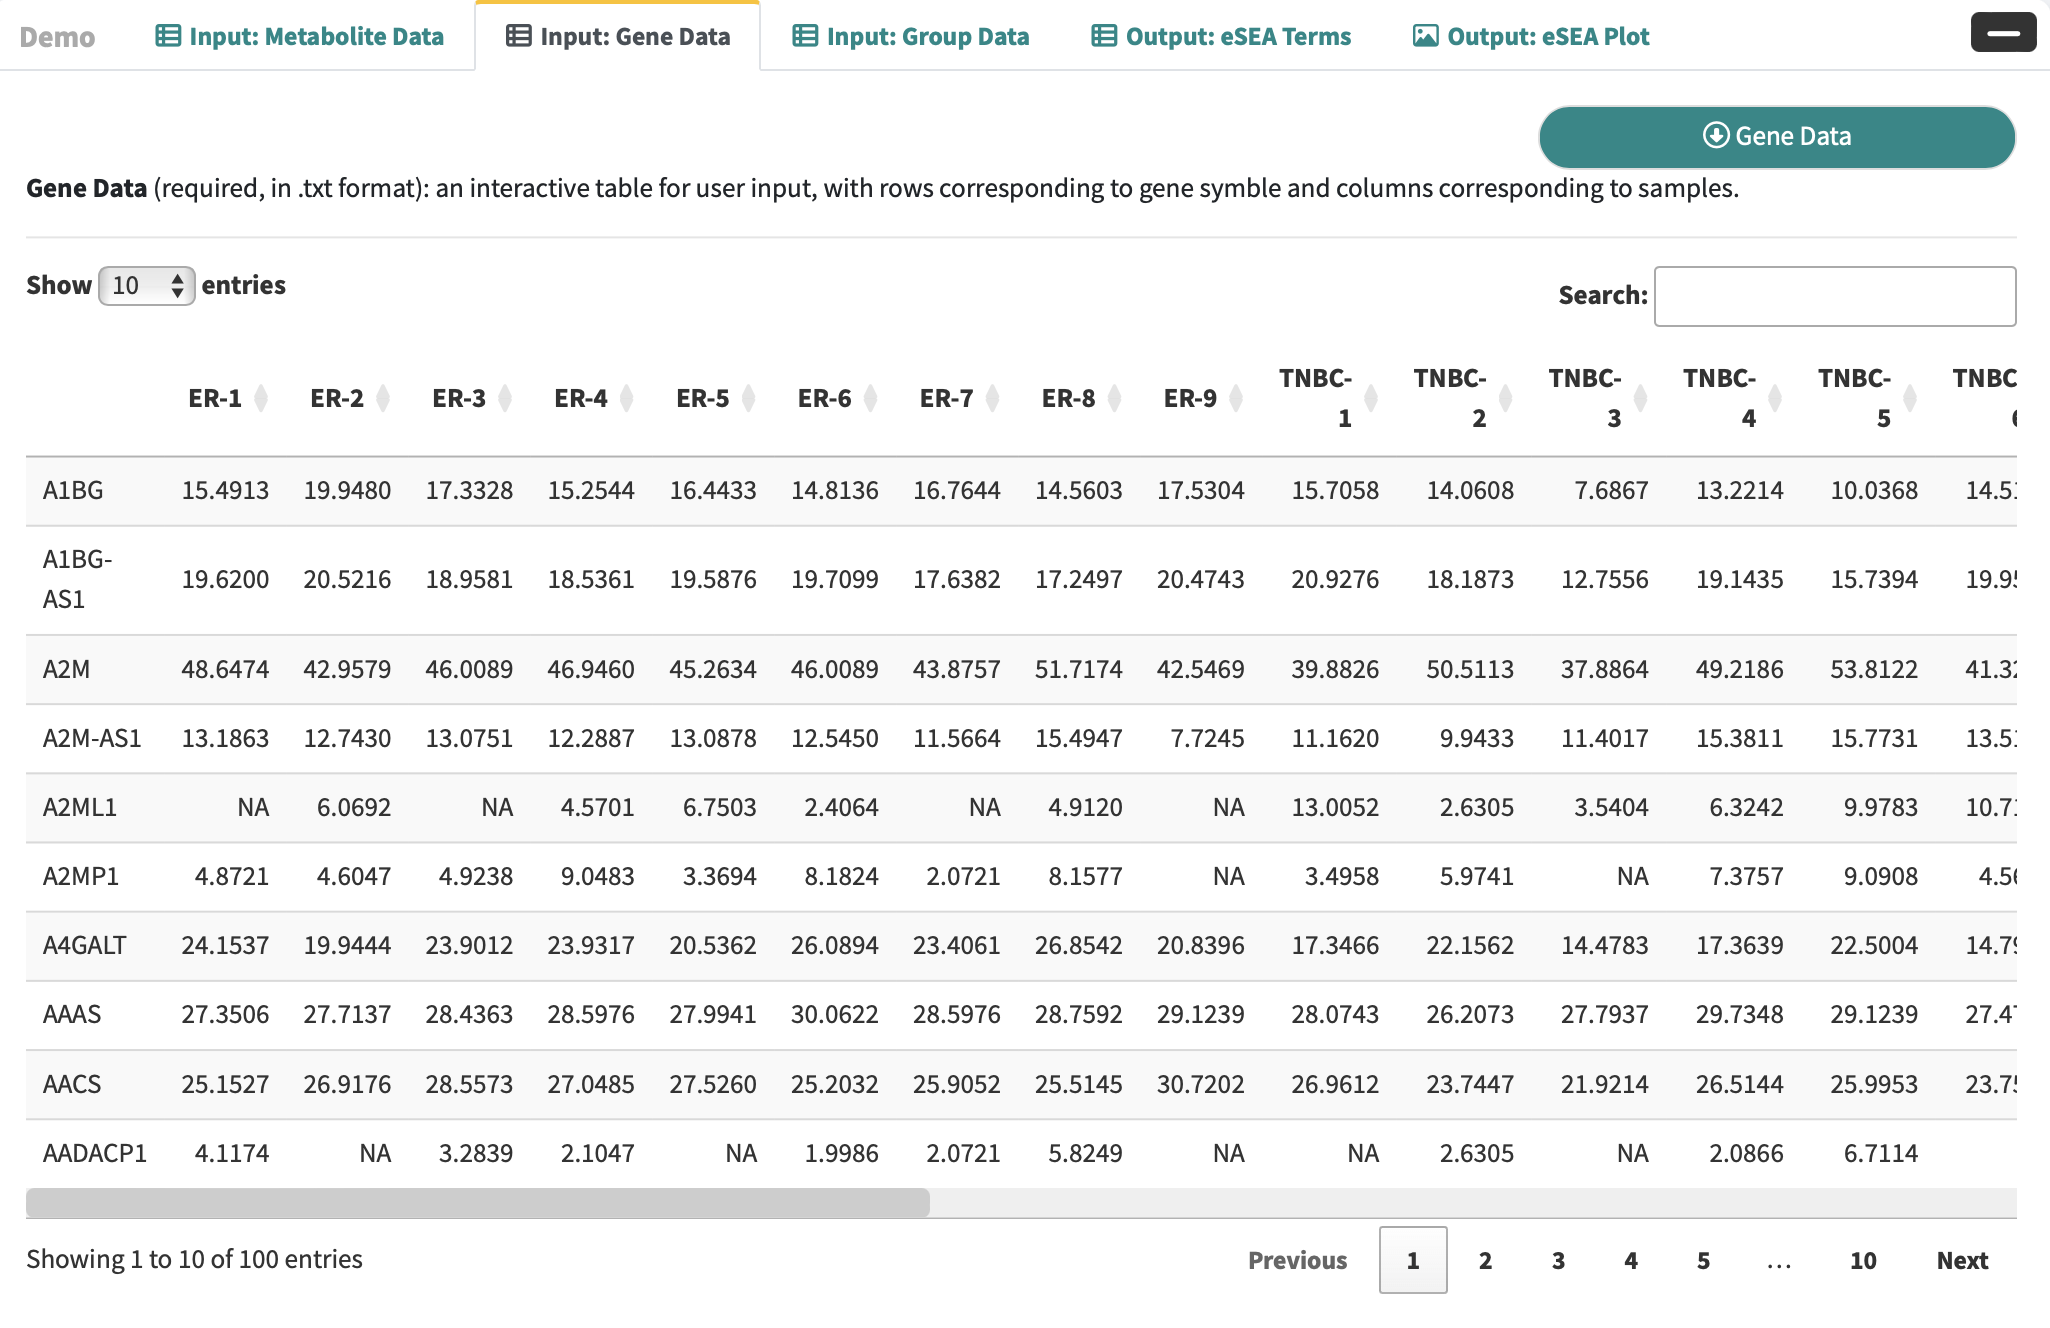 Demo Input: Metabolite Data Input: Gene Data Input: Group Data Output: eSEA Terms Output: eSEA Plot
Gene Data
Gene Data (required, in .txt format): an interactive table for user input, with rows corresponding to gene symble and columns corresponding to samples.
Show 10 entries Search:
ER-1 ER-2 ER-3 ER-4 ER-5 ER-6 ER-7 ER-8 ER-9 TNBC-1 TNBC-2 TNBC-3 TNBC-4 TNBC-5 TNBC
A1BG 15.4913 19.9480 17.3328 15.2544 16.4433 14.8136 16.7644 14.5603 17.5304 15.7058 14.0608 7.6867 13.2214 10.0368 14.5
A1BG-AS1 19.6200 20.5216 18.9581 18.5361 19.5876 19.7099 17.6382 17.2497 20.4743 20.9276 18.1873 12.7556 19.1435 15.7394 19.9
A2M 48.6474 42.9579 46.0089 46.9460 45.2634 46.0089 43.8757 51.7174 42.5469 39.8826 50.5113 37.8864 49.2186 53.8122 41.3
A2M-AS1 13.1863 12.7430 13.0751 12.2887 13.0878 12.5450 11.5664 15.4947 7.7245 11.1620 9.9433 11.4017 15.3811 15.7731 13.5
A2ML1 NA 6.0692 NA 4.5701 6.7503 2.4064 NA 4.9120 NA 13.0052 2.6305 3.5404 6.3242 9.9783 10.7
A2MP1 4.8721 4.6047 4.9238 9.0483 3.3694 8.1824 2.0721 8.1577 NA 3.4958 5.9741 NA 7.3757 9.0908 4.5
A4GALT 24.1537 19.9444 23.9012 23.9317 20.5362 26.0894 23.4061 26.8542 20.8396 17.3466 22.1562 14.4783 17.3639 22.5004 14.7
AAAS 27.3506 27.7137 28.4363 28.5976 27.9941 30.0622 28.5976 28.7592 29.1239 28.0743 26.2073 27.7937 29.7348 29.1239 27.4
AACS 25.1527 26.9176 28.5573 27.0485 27.5260 25.2032 25.9052 25.5145 30.7202 26.9612 23.7447 21.9214 26.5144 25.9953 23.7
AADACP1 4.1174 NA 3.2839 2.1047 NA 1.9986 2.0721 5.8249 NA NA 2.6305 NA 2.0866 6.7114
Showing 1 to 10 of 100 entries Previous 1 2 3 4 5 … 10 Next